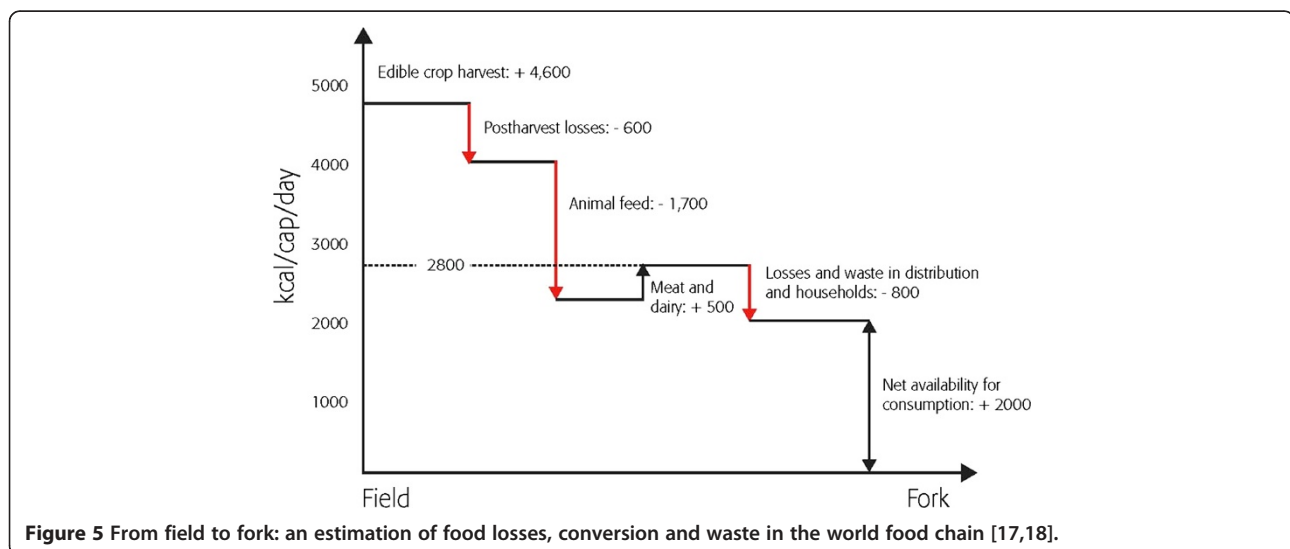 Edible crop harvest: + 4,600
5000
Postharvest losses: - 600
4000
Animal feed: - 1,700
3000
kcal/cap/day
2800
Losses and waste in distribution
and households: - 800
Meat and
dairy: + 500
2000
Net availability for
consumption: + 2000
1000
Field
Fork
Figure 5 From field to fork: an estimation of food losses, conversion and waste in the world food chain [17,18].